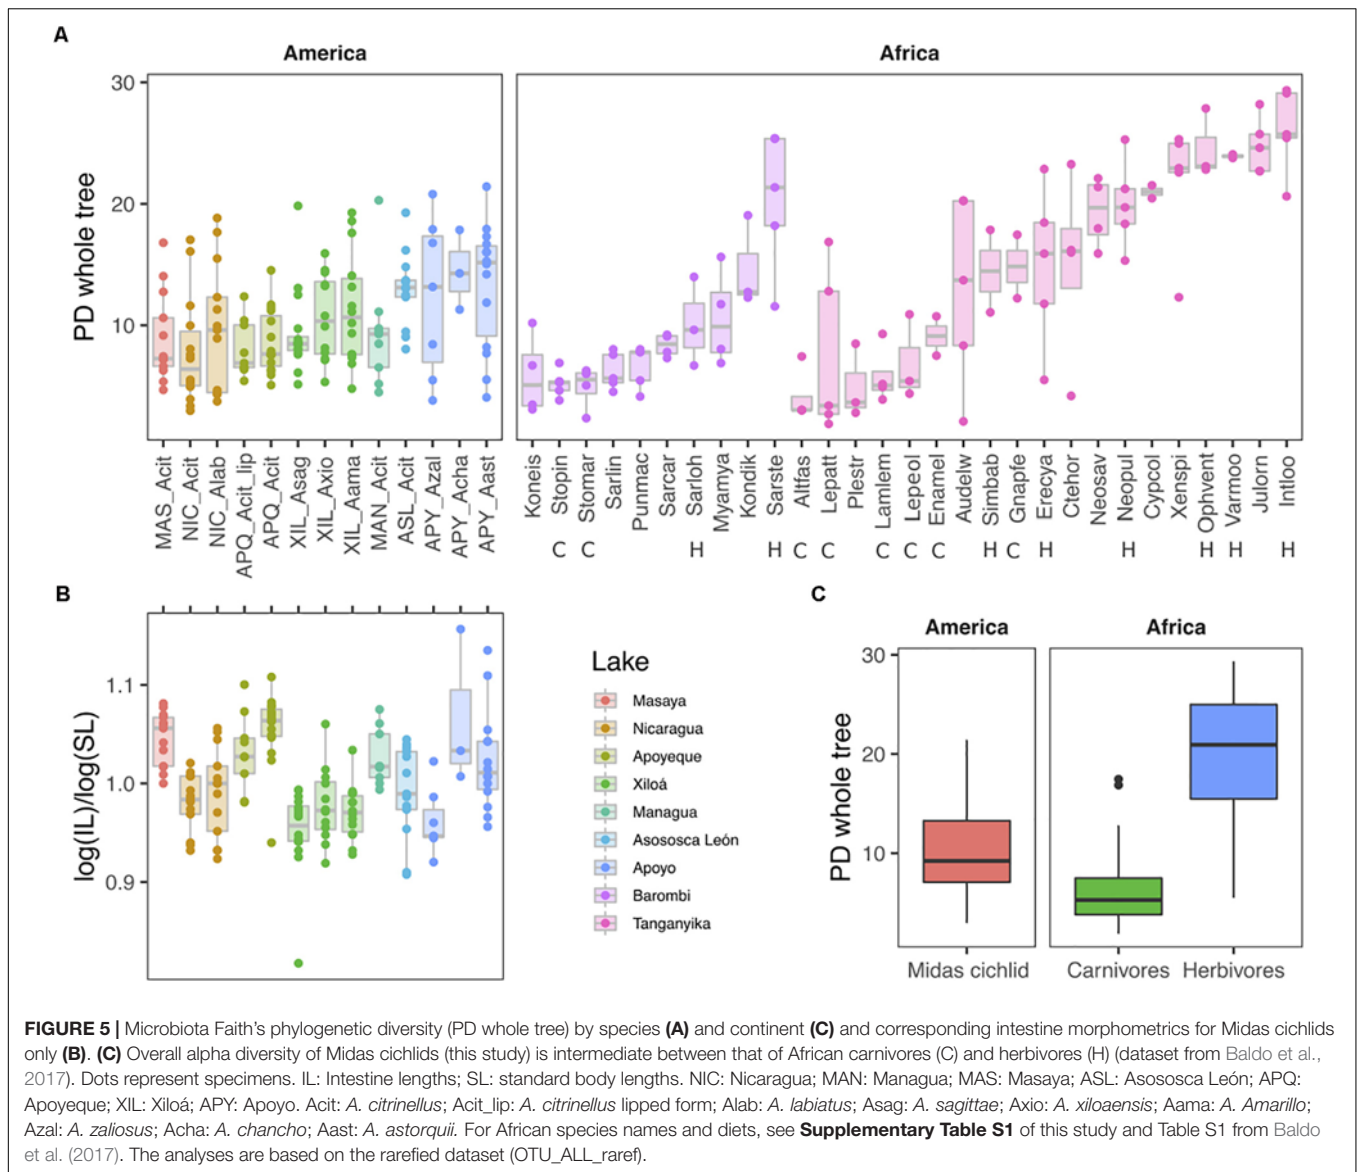 A
America
Africa
PD whole tree
30
20
10
MAS_Acit
NIC_Acit
NIC_Alab
APQ_Acit_lip
APQ_Acit
XIL_Asag
XIL_Axio
XIL_Aama
MAN_Acit
ASL_Acit
APY_Azal
APY_Acha
APY_Aast
Koneis
Stopin
Stomar
Sarlin
Punmac
Sarcar
Sarloh
Myamya
Kondik
Sarste
Altfas
Lepatt
Plestr
Lamlem
Lepeol
Enamel
Audelw
Simbab
Gnapfe
Erecya
Ctehor
Neosav
Neopul
Cypcol
Xenspi
Ophvent
Varmoo
Julorn
Intloo
C C H H C C C C C H C H H H H H
B
log(IL)/log(SL)
1.1
1.0
0.9
Lake
Masaya
Nicaragua
Apoyeque
Xiloá
Managua
Asososca León
Apoyo
Barombi
Tanganyika
C
America
Africa
PD whole tree
30
20
10
Midas cichlid
Carnivores
Herbivores
FIGURE 5 | Microbiota Faith's phylogenetic diversity (PD whole tree) by species (A) and continent (C) and corresponding intestine morphometrics for Midas cichlids
only (B). (C) Overall alpha diversity of Midas cichlids (this study) is intermediate between that of African carnivores (C) and herbivores (H) (dataset from Baldo et al.,
2017). Dots represent specimens. IL: Intestine lengths; SL: standard body lengths. NIC: Nicaragua; MAN: Managua; MAS: Masaya; ASL: Asososca León; APQ:
Apoyeque; XIL: Xiloá; APY: Apoyo. Acit: A. citrinellus; Acit_lip: A. citrinellus lipped form; Alab: A. labiatus; Asag: A. sagittae; Axio: A. xiloaensis; Aama: A. Amarillo;
Azal: A. zaliosus; Acha: A. chancho; Aast: A. astorquii. For African species names and diets, see Supplementary Table S1 of this study and Table S1 from Baldo
et al. (2017). The analyses are based on the rarefied dataset (OTU_ALL_raref).